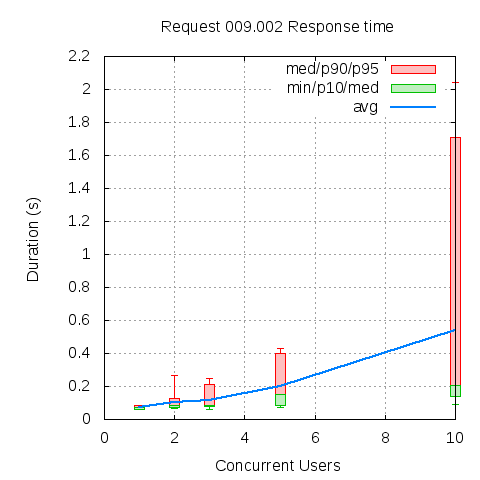 Request 009.002 Response time
med/p90/p95
min/p10/med
avg
Duration (s)
2.2
2
1.8
1.6
1.4
1.2
1
0.8
0.6
0.4
0.2
0
0 2 4 6 8 10
Concurrent Users